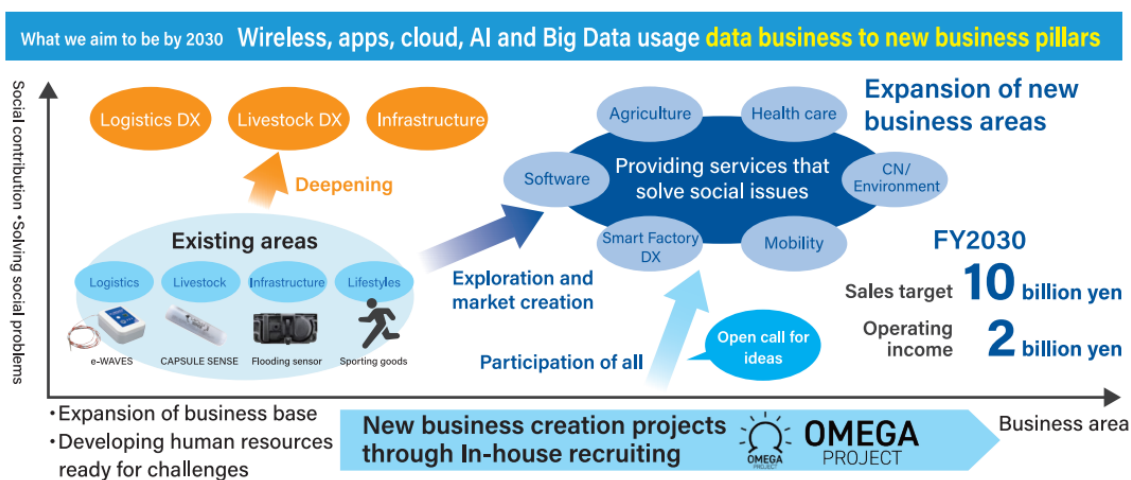 What we aim to be by 2030 Wireless, apps, cloud, AI and Big Data usage data business to new business pillars
Social contribution •Solving social problems
Logistics DX
Livestock DX
Infrastructure
Deepening
Existing areas
Logistics
Livestock
Infrastructure
Lifestyles
e-WAVES
CAPSULE SENSE
Flooding sensor
Sporting goods
Exploration and
market creation
Agriculture
Health care
Software
Providing services that
solve social issues
CN/
Environment
Smart Factory
DX
Mobility
Expansion of new
business areas
FY2030
Sales target 10 billion yen
Operating
income 2 billion yen
Participation of all
Open call for
ideas
•Expansion of business base
•Developing human resources
ready for challenges
New business creation projects
through In-house recruiting
OMEGA
PROJECT
OMEGA
PROJECT
Business area